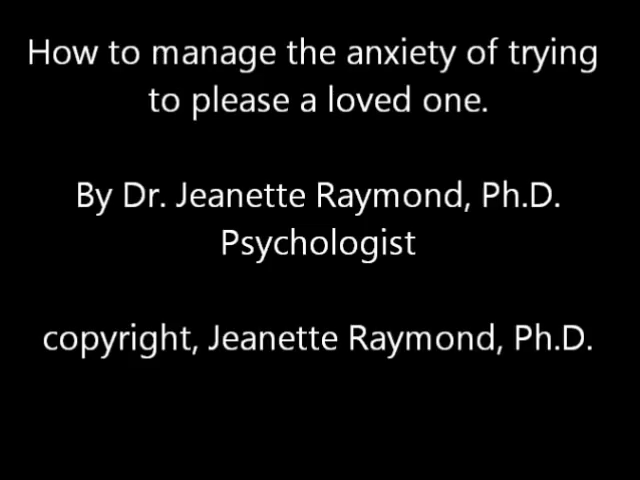 How to manage the anxiety of trying
to please a loved one.
By Dr. Jeanette Raymond, Ph.D.
Psychologist
copyright, Jeanette Raymond, Ph.D.